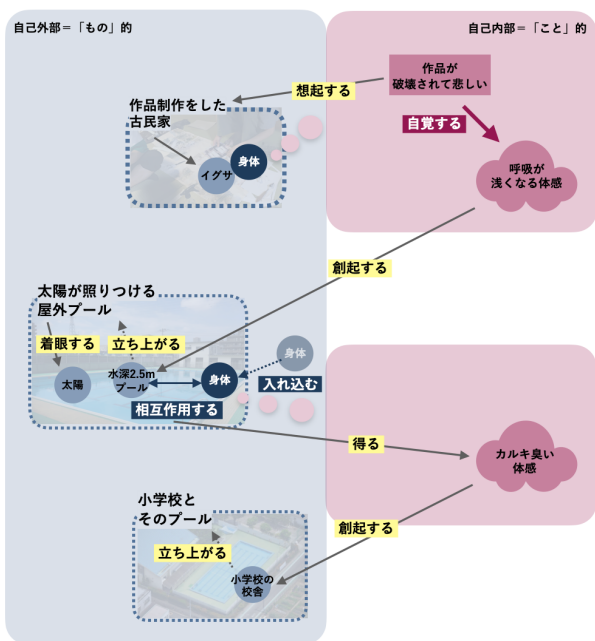 自己外部＝「もの」的
自己内部＝「こと」的
作品が
破壊されて悲しい
想起する
作品制作をした
古民家
自覚する
身体
イグサ
呼吸が
浅くなる体感
創起する
太陽が照りつける
屋外プール
着眼する
立ち上がる
身体
太陽
水深2.5m
プール
身体
入れ込む
相互作用する
得る
カルキ臭い
体感
小学校と
そのプール
創起する
立ち上がる
小学校の
校舎